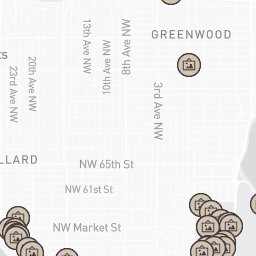 GREENWOOD
ts
23rd Ave NW
20th Ave NW
13th Ave NW
10th Ave NW
8th Ave NW
3rd Ave NW
LLARD
NW 65th St
NW 61st St
NW Market St